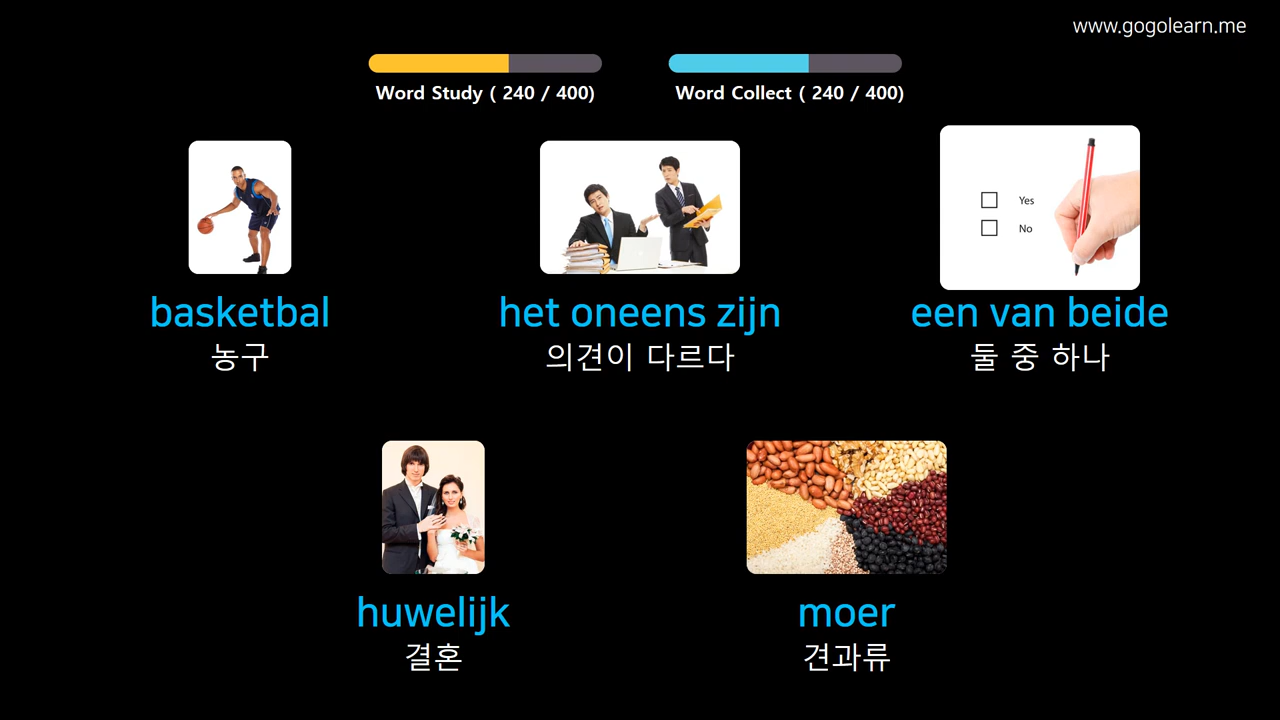 www.gogolearn.me
Word Study ( 240 / 400)
Word Collect ( 240 / 400)
Yes
No
basketbal
농구
het oneens zijn
의견이 다르다
een van beide
둘 중 하나
huwelijk
결혼
moer
견과류